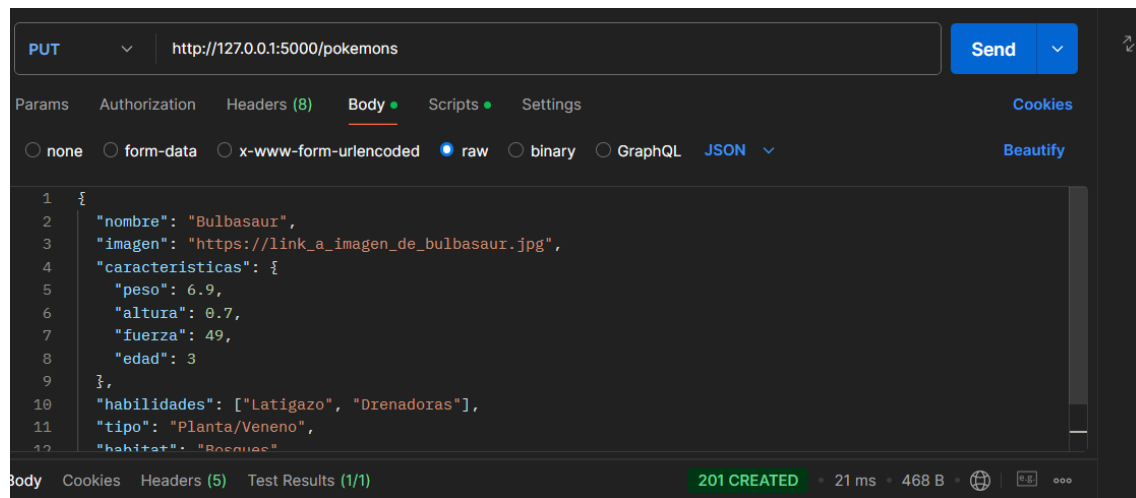 PUT http://127.0.0.1:5000/pokemons Send
Params Authorization Headers (8) Body Scripts Settings Cookies
none form-data x-www-form-urlencoded raw binary GraphQL JSON Beautify
1 {
2 "nombre": "Bulbasaur",
3 "imagen": "https://link_a_imagen_de_bulbasaur.jpg",
4 "caracteristicas": {
5 "peso": 6.9,
6 "altura": 0.7,
7 "fuerza": 49,
8 "edad": 3
9 },
10 "habilidades": ["Latigazo", "Drenadoras"],
11 "tipo": "Planta/Veneno",
12 "habitat": "Bosques"
Body Cookies Headers (5) Test Results (1/1) 201 CREATED 21 ms 468 B e.g.